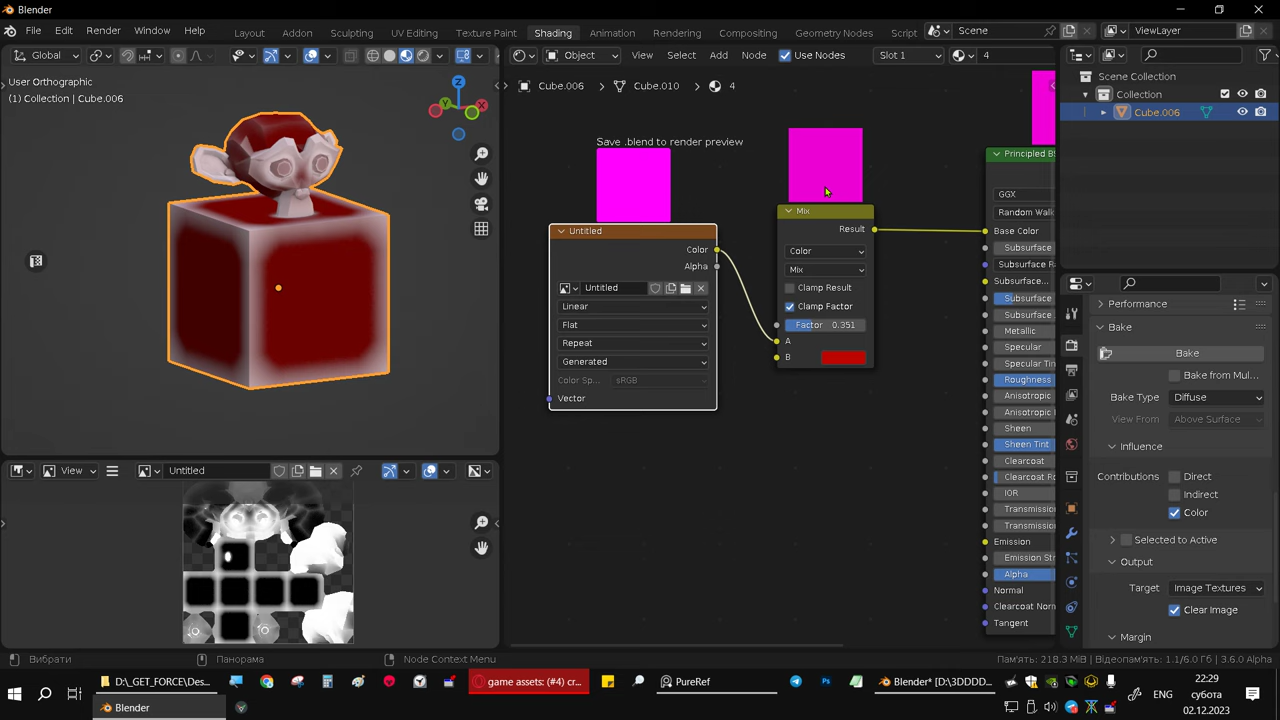 Blender
File Edit Render Window Help
Layout Addon Sculpting UV Editing Texture Paint Shading Animation Rendering Compositing Geometry Nodes Script
Scene
ViewLayer
Global
Object View Select Add Node Use Nodes Slot 1 4
User Orthographic
(1) Collection | Cube.006
Z
Y
X
Cube.006 > Cube.010 > 4
Scene Collection
Collection
Cube.006
Save .blend to render preview
Untitled
Color
Alpha
Untitled
Linear
Flat
Repeat
Generated
Color Sp... sRGB
Vector
Mix
Result
Color
Mix
Clamp Result
Clamp Factor
Factor 0.351
A
B
Principled BS
GGX
Random Walk
Base Color
Subsurface
Subsurface Ra
Subsurface...
Subsurface
Subsurface
Metallic
Specular
Specular Tin
Roughness
Anisotropic
Anisotropic
Sheen
Sheen Tint
Clearcoat
Clearcoat Ro
IOR
Transmission
Transmission
Emission
Emission Str
Alpha
Normal
Clearcoat Norm
Tangent
Performance
Bake
Bake
Bake from Mul...
Bake Type Diffuse
View From Above Surface
Influence
Contributions Direct
Indirect
Color
Selected to Active
Output
Target Image Textures
Clear Image
Margin
View Untitled
Вибрати Панорама Node Context Menu
Пам'ять: 218.3 MiB | Відеопам'ять: 1.1/6.0 Гб | 3.6.0 Alpha
D:\_GET_FORCE\Des...
game assets: (#4) cr...
PureRef
Blender* [D:\3DDDD...
Blender
ENG
22:29
субота
02.12.2023